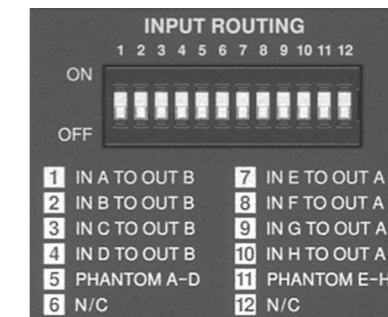 INPUT ROUTING
1 2 3 4 5 6 7 8 9 10 11 12
ON
OFF
1 IN A TO OUT B
2 IN B TO OUT B
3 IN C TO OUT B
4 IN D TO OUT B
5 PHANTOM A-D
6 N/C
7 IN E TO OUT A
8 IN F TO OUT A
9 IN G TO OUT A
10 IN H TO OUT A
11 PHANTOM E-H
12 N/C